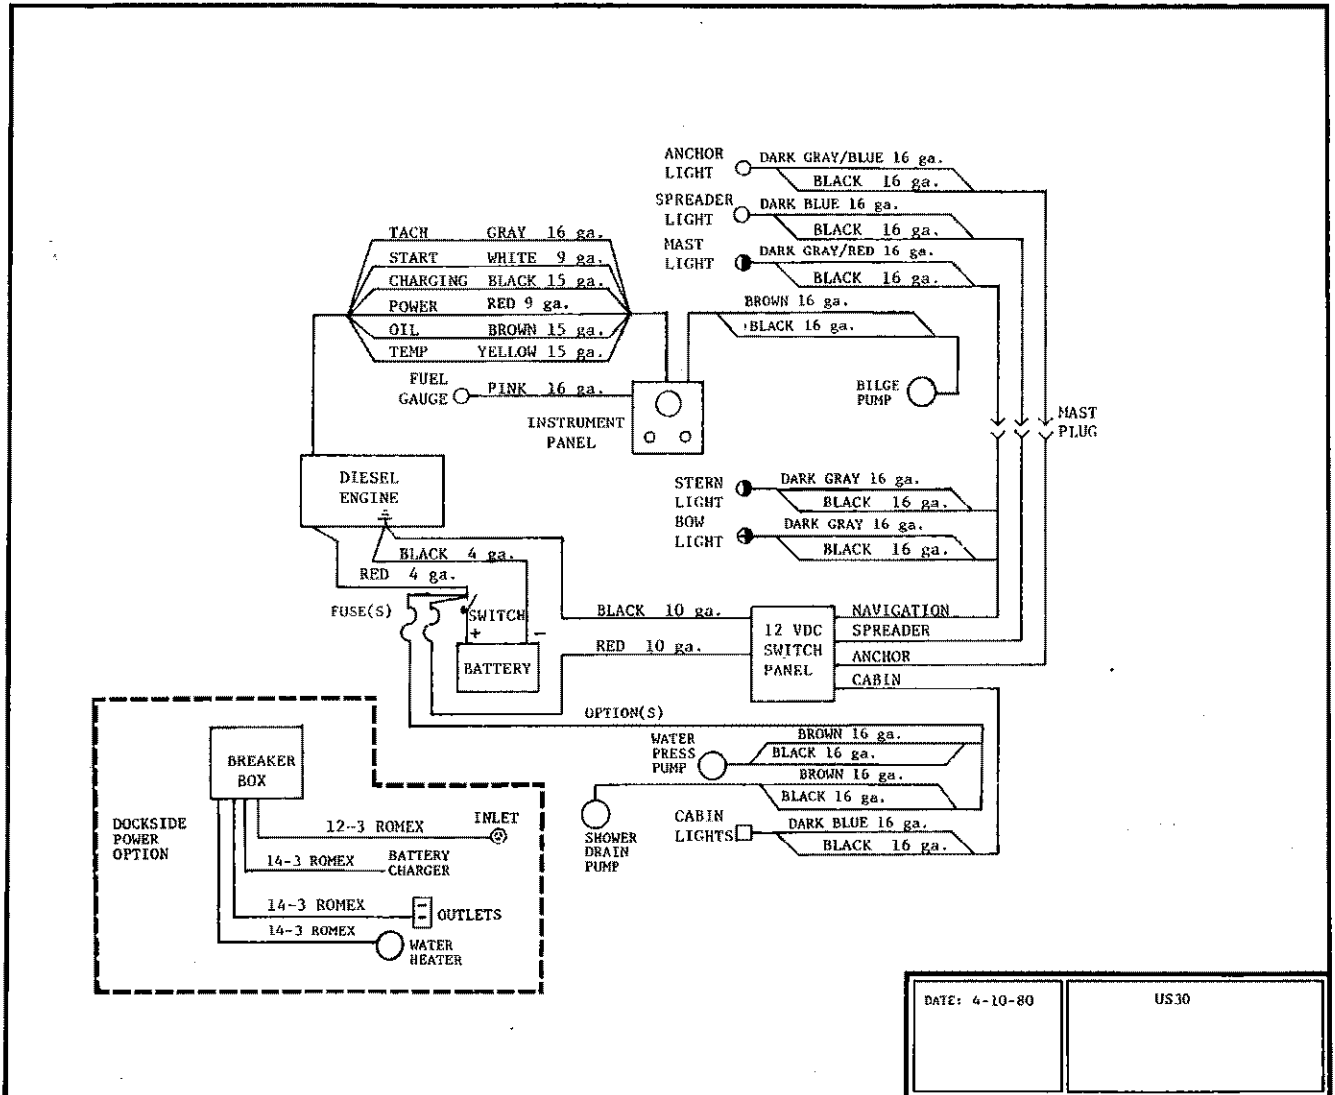 ANCHOR
LIGHT
DARK GRAY/BLUE 16 ga.
BLACK 16 ga.
SPREADER
LIGHT
DARK BLUE 16 ga.
BLACK 16 ga.
MAST
LIGHT
DARK GRAY/RED 16 ga.
BLACK 16 ga.
TACH GRAY 16 ga.
START WHITE 9 ga.
CHARGING BLACK 15 ga.
POWER RED 9 ga.
OIL BROWN 15 ga.
TEMP YELLOW 15 ga.
FUEL
GAUGE
PINK 16 ga.
INSTRUMENT
PANEL
BROWN 16 ga.
BLACK 16 ga.
BILGE
PUMP
MAST
PLUG
DIESEL
ENGINE
STERN
LIGHT
DARK GRAY 16 ga.
BLACK 16 ga.
BOW
LIGHT
DARK GRAY 16 ga.
BLACK 16 ga.
BLACK 4 ga.
RED 4 ga.
FUSE(S)
SWITCH
+ -
BATTERY
BLACK 10 ga.
RED 10 ga.
12 VDC
SWITCH
PANEL
NAVIGATION
SPREADER
ANCHOR
CABIN
OPTION(S)
WATER
PRESS
PUMP
BROWN 16 ga.
BLACK 16 ga.
BROWN 16 ga.
BLACK 16 ga.
SHOWER
DRAIN
PUMP
CABIN
LIGHTS
DARK BLUE 16 ga.
BLACK 16 ga.
BREAKER
BOX
DOCKSIDE
POWER
OPTION
12-3 ROMEX
INLET
14-3 ROMEX
BATTERY
CHARGER
14-3 ROMEX
OUTLETS
14-3 ROMEX
WATER
HEATER
DATE: 4-10-80
US30